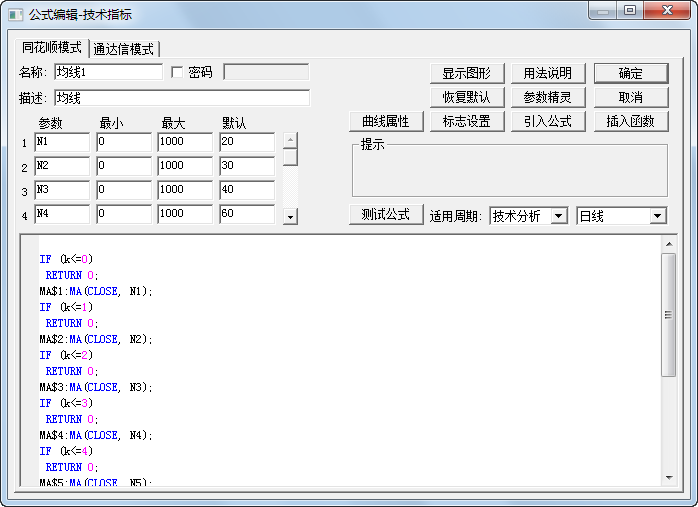 公式编辑-技术指标
同花顺模式 通达信模式
名称: 均线1 密码 显示图形 用法说明 确定
描述: 均线 恢复默认 参数精灵 取消
参数 最小 最大 默认 曲线属性 标志设置 引入公式 插入函数
1 N1 0 1000 20
提示
2 N2 0 1000 30
3 N3 0 1000 40
4 N4 0 1000 60 测试公式 适用周期: 技术分析 日线
IF (k<=0)
RETURN 0;
MA$1:MA(CLOSE, N1);
IF (k<=1)
RETURN 0;
MA$2:MA(CLOSE, N2);
IF (k<=2)
RETURN 0;
MA$3:MA(CLOSE, N3);
IF (k<=3)
RETURN 0;
MA$4:MA(CLOSE, N4);
IF (k<=4)
RETURN 0;
MA$5:MA(CLOSE, N5);